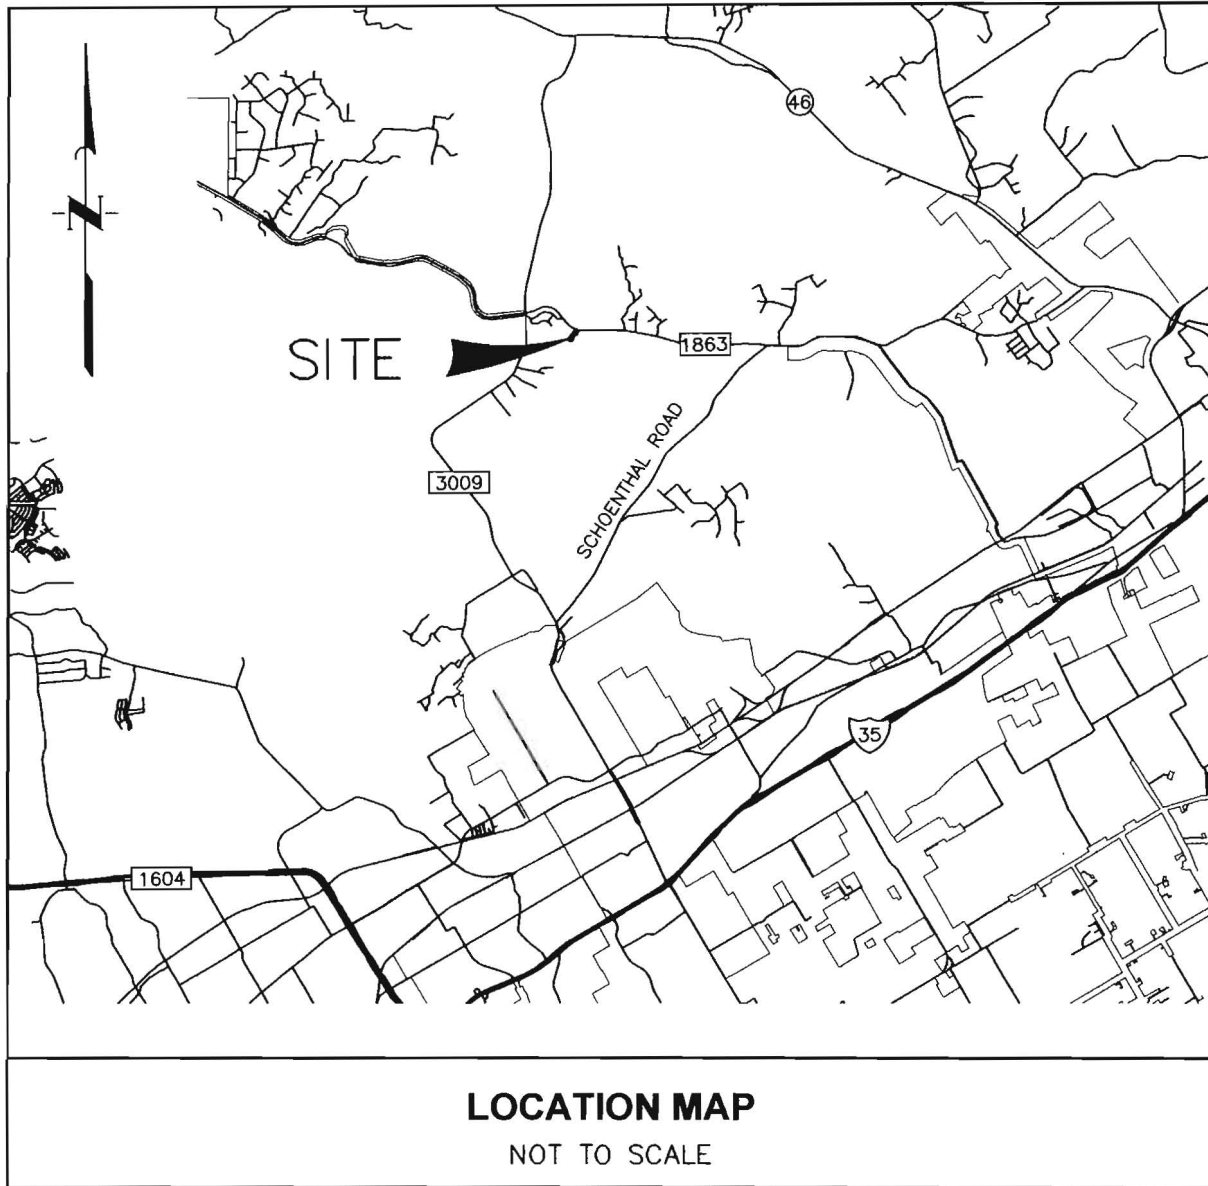 46
N
SITE
1863
3009
SCHOENTHAL ROAD
35
1604
LOCATION MAP
NOT TO SCALE